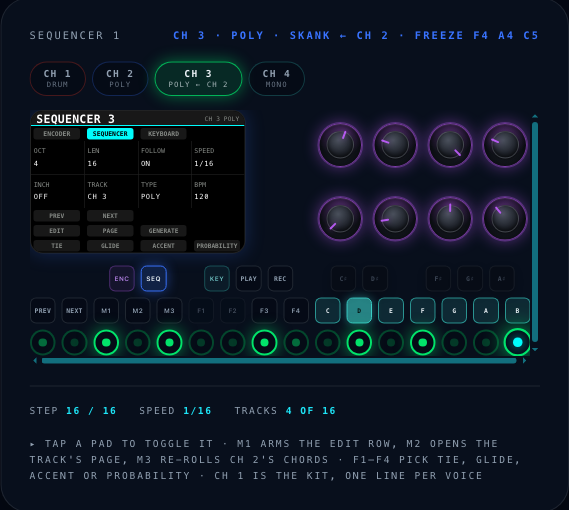 SEQUENCER 1
CH 3 · POLY · SKANK ← CH 2 · FREEZE F4 A4 C5
CH 1 CH 2 CH 3 CH 4
DRUM POLY POLY ← CH 2 MONO
SEQUENCER 3 CH 3 POLY
ENCODER SEQUENCER KEYBOARD
OCT LEN FOLLOW SPEED
4 16 ON 1/16
INCH TRACK TYPE BPM
OFF CH 3 POLY 120
PREV NEXT
EDIT PAGE GENERATE
TIE GLIDE ACCENT PROBABILITY
ENC SEQ KEY PLAY REC C♯ D♯ F♯ G♯ A♯
PREV NEXT M1 M2 M3 F1 F2 F3 F4 C D E F G A B
STEP 16 / 16 SPEED 1/16 TRACKS 4 OF 16
▸ TAP A PAD TO TOGGLE IT · M1 ARMS THE EDIT ROW, M2 OPENS THE
TRACK'S PAGE, M3 RE-ROLLS CH 2'S CHORDS · F1–F4 PICK TIE, GLIDE,
ACCENT OR PROBABILITY · CH 1 IS THE KIT, ONE LINE PER VOICE